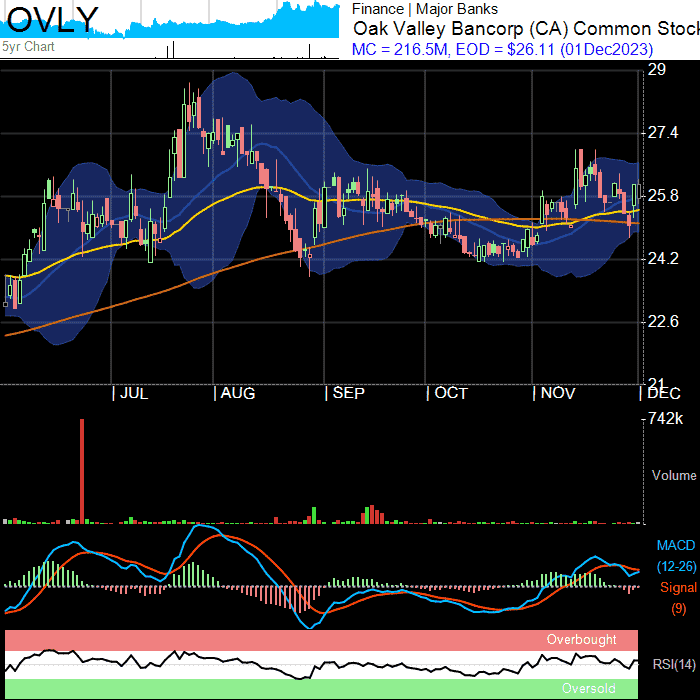 OVLY
5yr Chart
Finance | Major Banks
Oak Valley Bancorp (CA) Common Stock
MC = 216.5M, EOD = $26.11 (01Dec2023)
29
27.4
25.8
24.2
22.6
21
JUL AUG SEP OCT NOV DEC
742k
Volume
MACD
(12-26)
Signal
(9)
Overbought
RSI(14)
Oversold